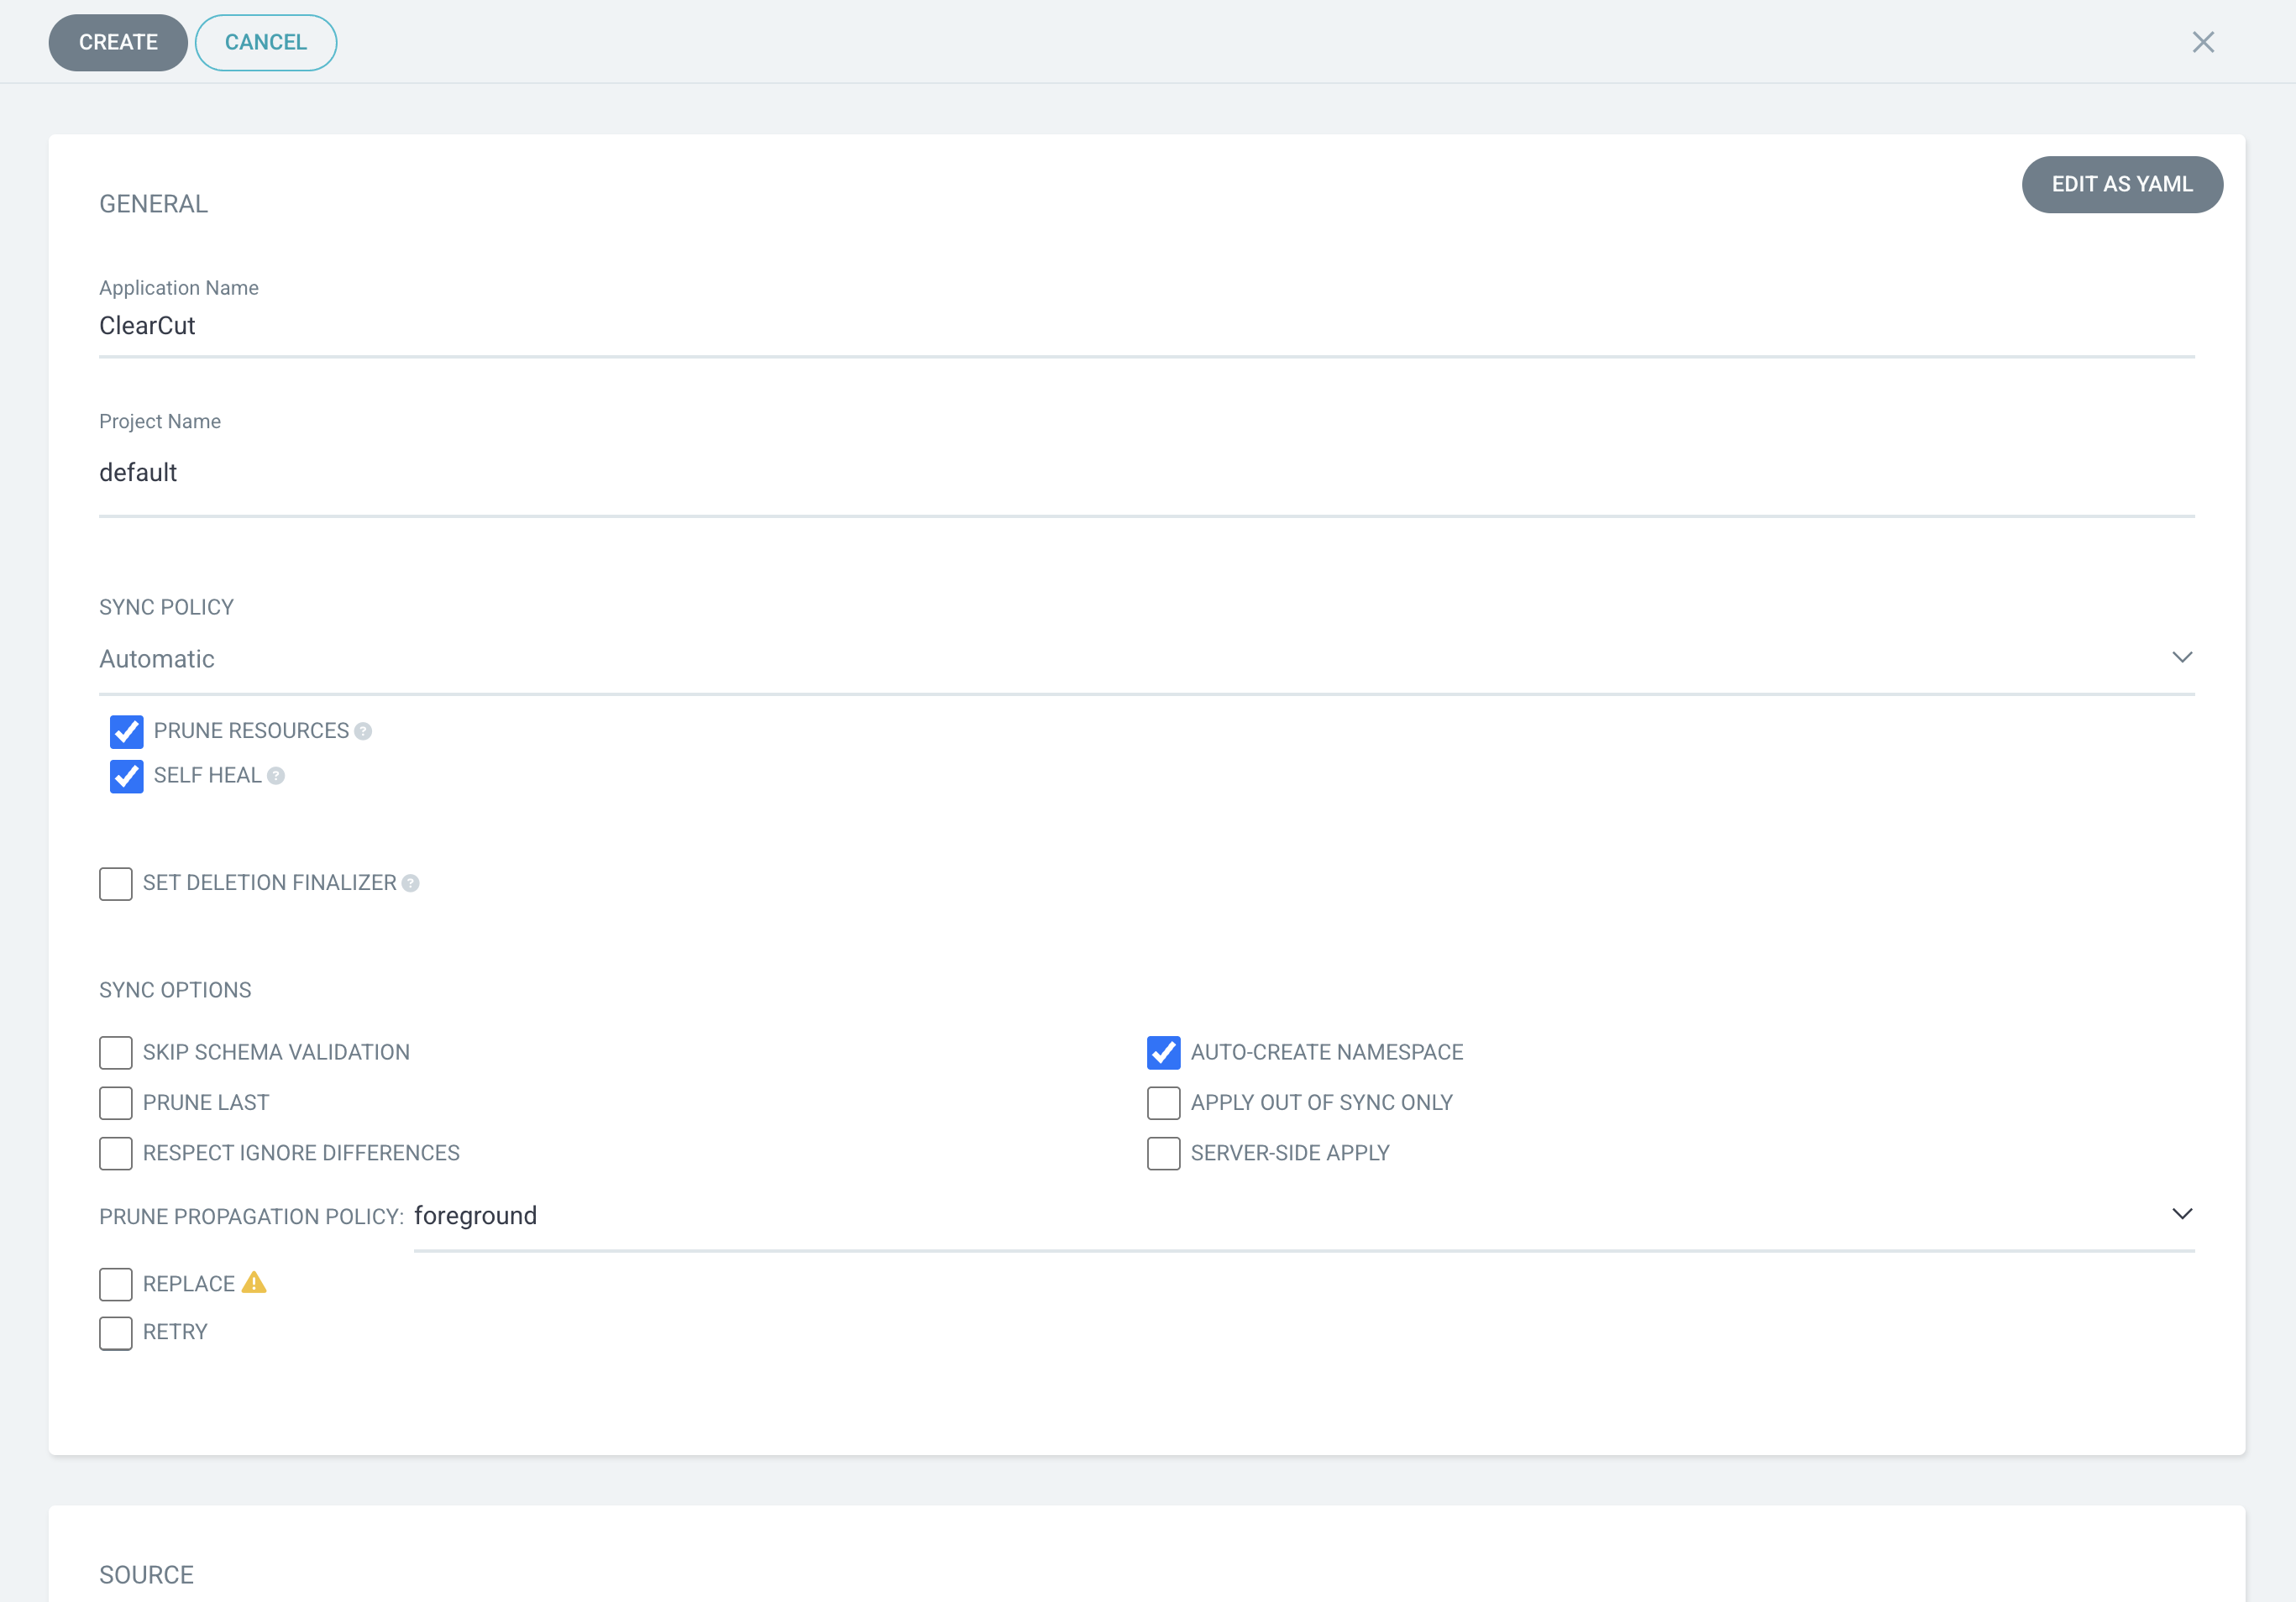 CREATE CANCEL
EDIT AS YAML
GENERAL
Application Name
ClearCut
Project Name
default
SYNC POLICY
Automatic
PRUNE RESOURCES ?
SELF HEAL ?
SET DELETION FINALIZER ?
SYNC OPTIONS
SKIP SCHEMA VALIDATION
AUTO-CREATE NAMESPACE
PRUNE LAST
APPLY OUT OF SYNC ONLY
RESPECT IGNORE DIFFERENCES
SERVER-SIDE APPLY
PRUNE PROPAGATION POLICY: foreground
REPLACE
RETRY
SOURCE